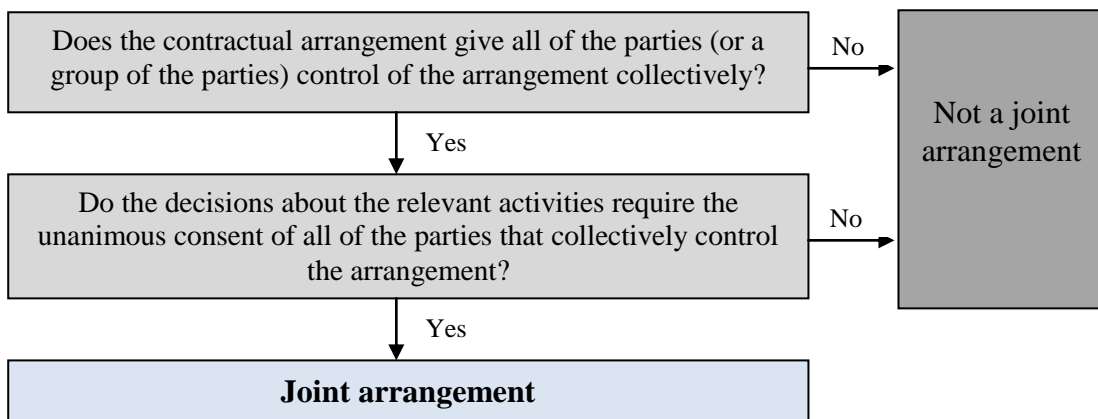 Does the contractual arrangement give all of the parties (or a
group of the parties) control of the arrangement collectively?
No
Not a joint
arrangement
Yes
Do the decisions about the relevant activities require the
unanimous consent of all of the parties that collectively control
the arrangement?
No
Yes
Joint arrangement